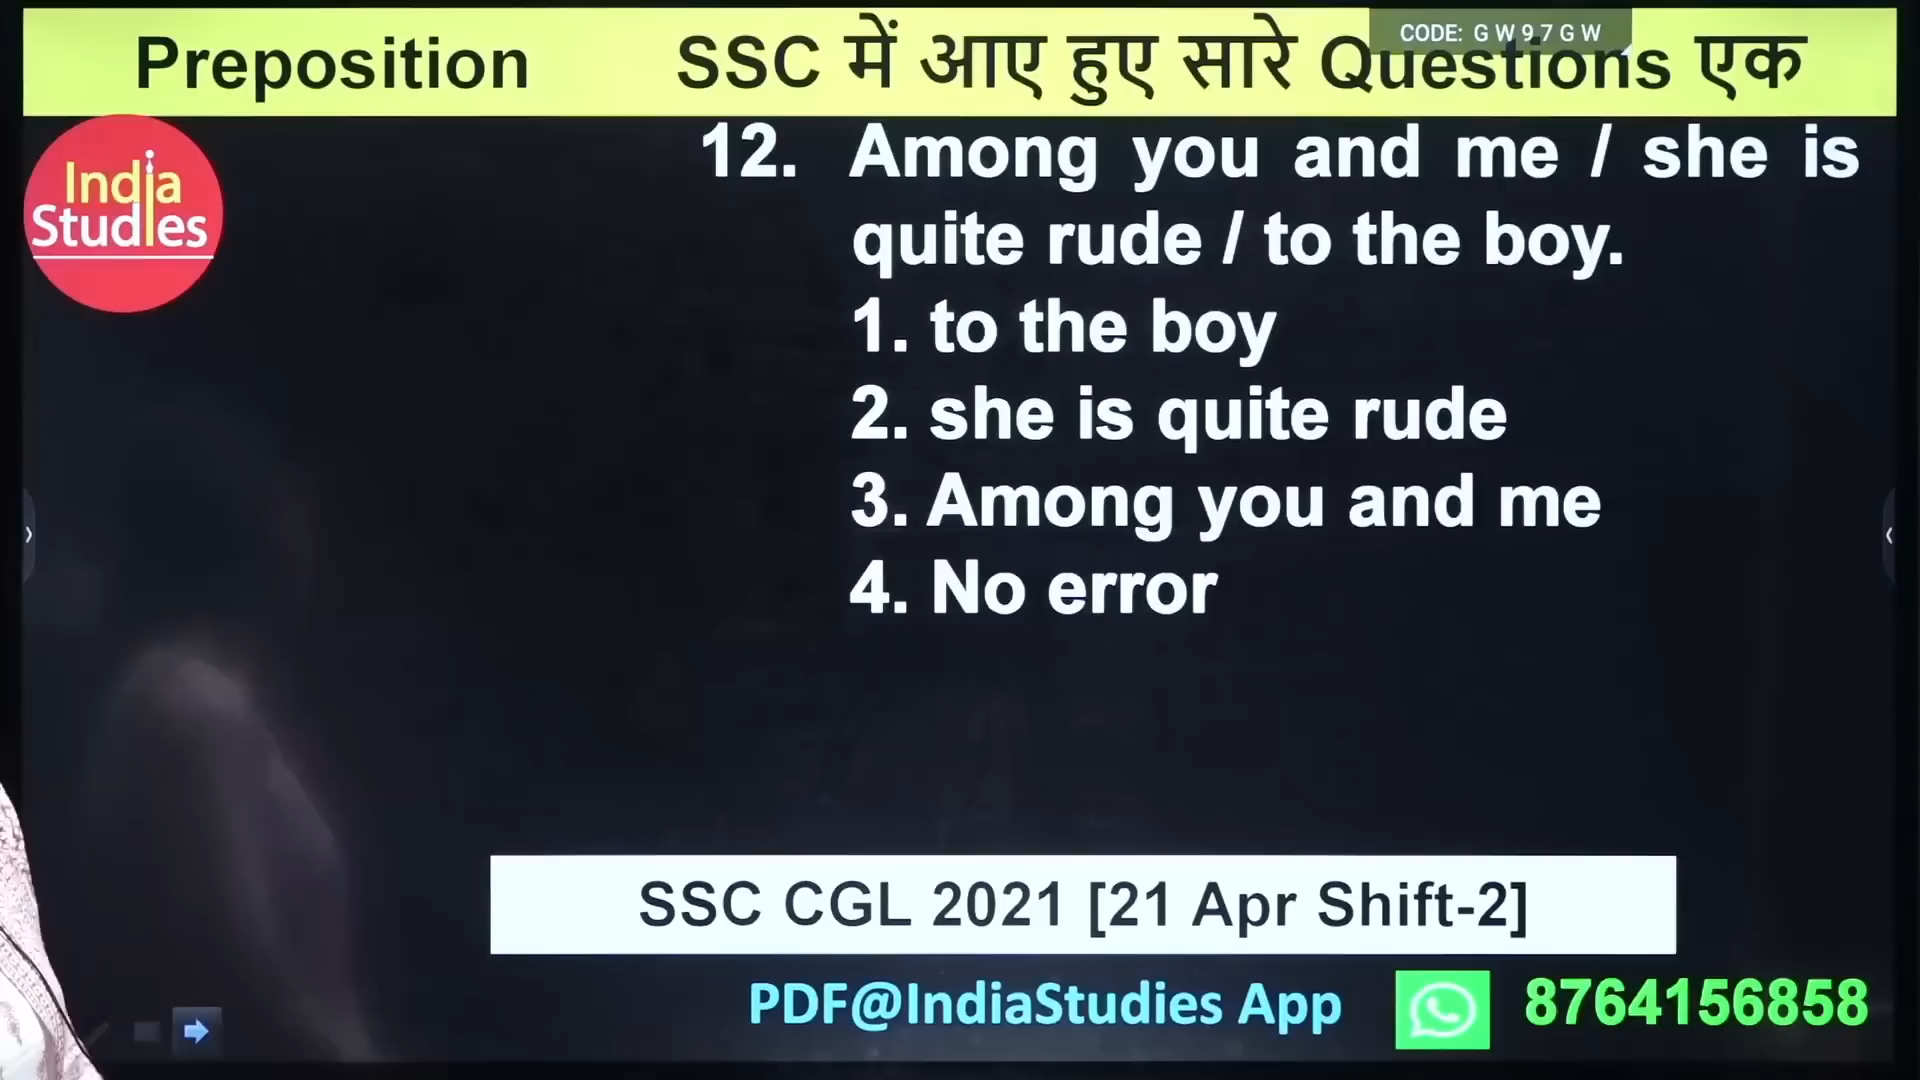 Preposition SSC में आए हुए सारे Questions एक
CODE: G W 9 7 G W
India
Studies
12. Among you and me / she is
quite rude / to the boy.
1. to the boy
2. she is quite rude
3. Among you and me
4. No error
SSC CGL 2021 [21 Apr Shift-2]
PDF@IndiaStudies App
8764156858